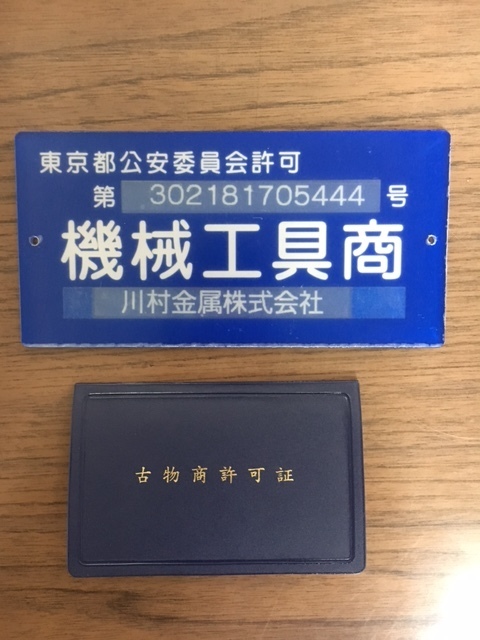 東京都公安委員会許可
第 302181705444 号
機械工具商
川村金属株式会社
古物商許可証